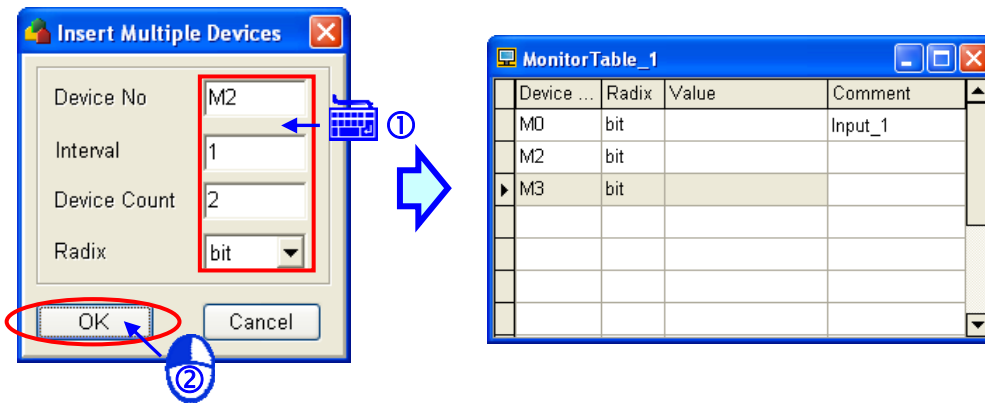 Insert Multiple Devices
Device No M2
①
Interval 1
Device Count 2
Radix bit
OK Cancel
②
MonitorTable_1
Device ... Radix Value Comment
M0 bit Input_1
M2 bit
M3 bit